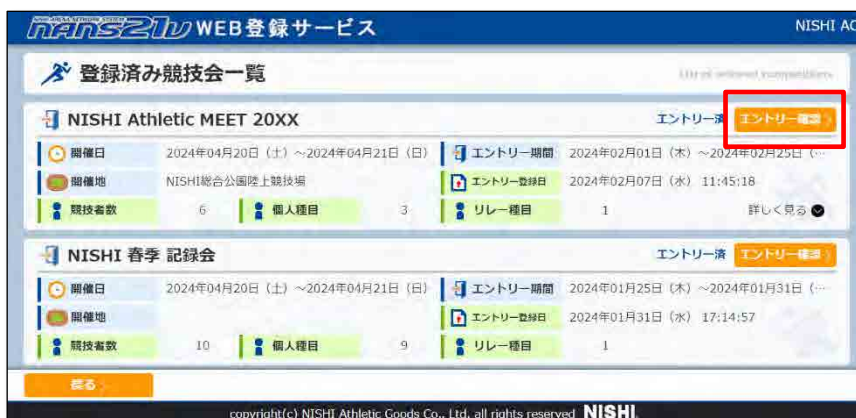 NANS21V WEB登録サービス NISHI AC
登録済み競技会一覧 List of entered competitions
NISHI Athletic MEET 20XX エントリー済 エントリー確認
開催日 2024年04月20日（土）～2024年04月21日（日） エントリー期間 2024年02月01日（木）～2024年02月25日（…
開催地 NISHI総合公園陸上競技場 エントリー登録日 2024年02月07日（水） 11:45:18
競技者数 6 個人種目 3 リレー種目 1 詳しく見る
NISHI 春季 記録会 エントリー済 エントリー確認
開催日 2024年04月20日（土）～2024年04月21日（日） エントリー期間 2024年01月25日（木）～2024年01月31日（…
開催地 エントリー登録日 2024年01月31日（水） 17:14:57
競技者数 10 個人種目 9 リレー種目 1
戻る
copyright(c) NISHI Athletic Goods Co., Ltd. all rights reserved NISHI.